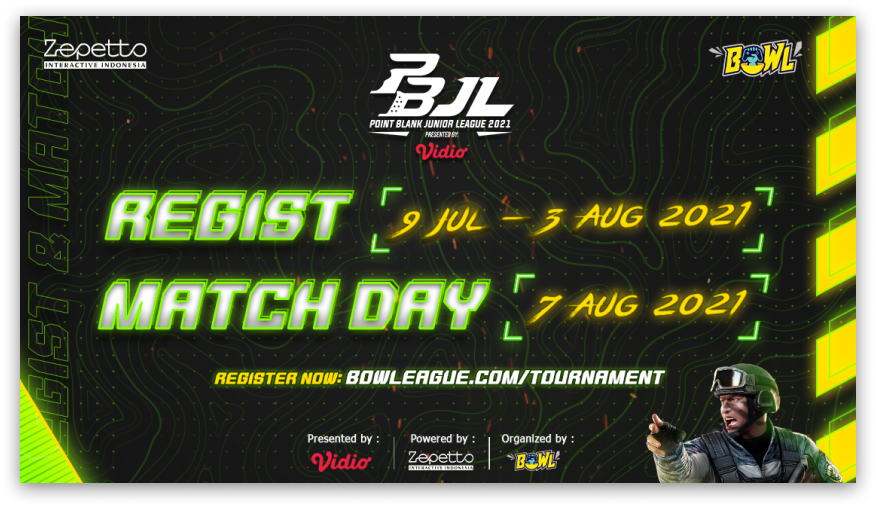 Zepetto
INTERACTIVE INDONESIA
BOWL
PBJL
POINT BLANK JUNIOR LEAGUE 2021
PRESENTED BY:
Vidio
REGIST & MATCH
REGIST
9 JUL - 3 AUG 2021
MATCH DAY
7 AUG 2021
REGISTER NOW: BOWLEAGUE.COM/TOURNAMENT
Presented by : Powered by : Organized by :
Vidio Zepetto BOWL
INTERACTIVE INDONESIA